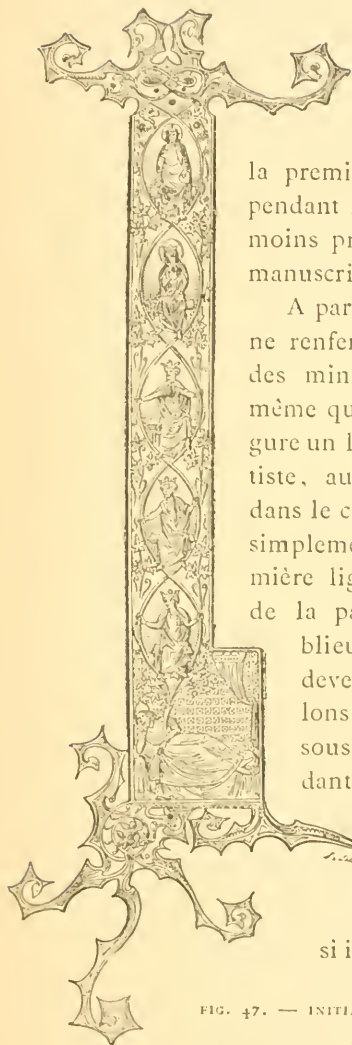 la premi
pendant
moins pr
manuscri
A par
ne renfer
des min
même qu
gure un l
tiste, au
dans le c
simpleme
mière lig
de la pa
blieu
deve
lons
sous
dant
si i
FIG. 47. — INITI